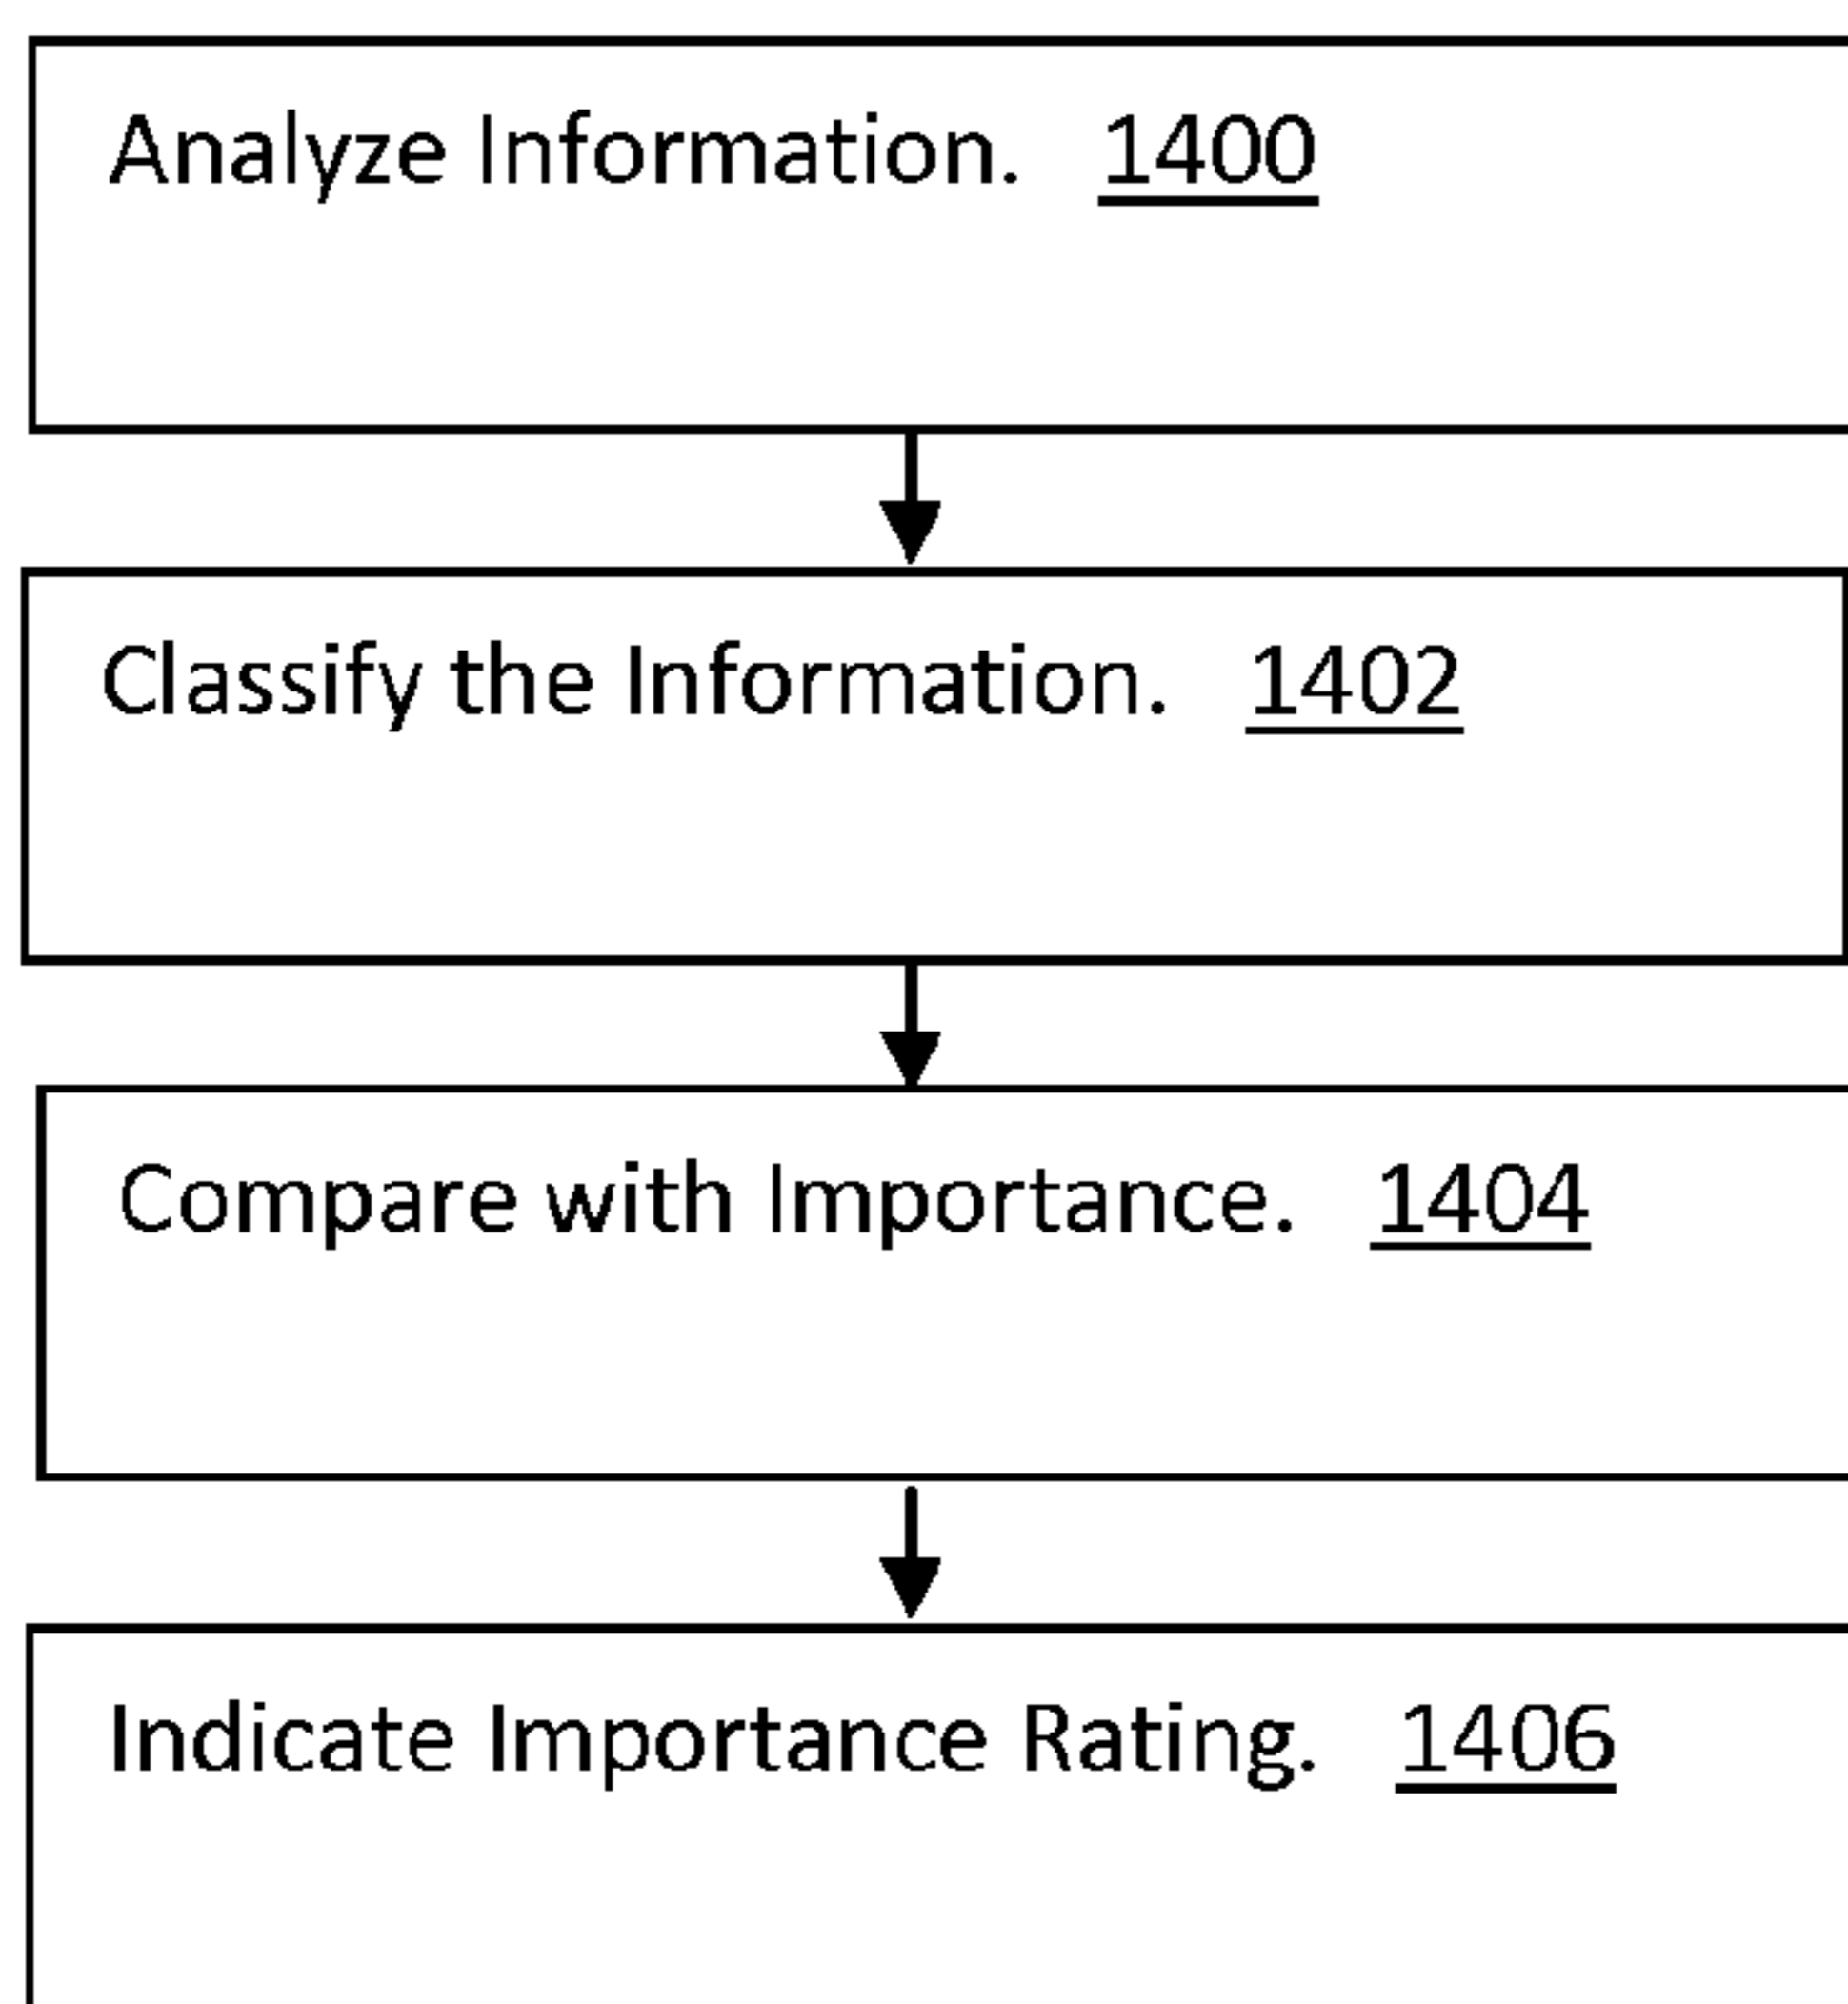 Analyze Information. 1400
Classify the Information. 1402
Compare with Importance. 1404
Indicate Importance Rating. 1406